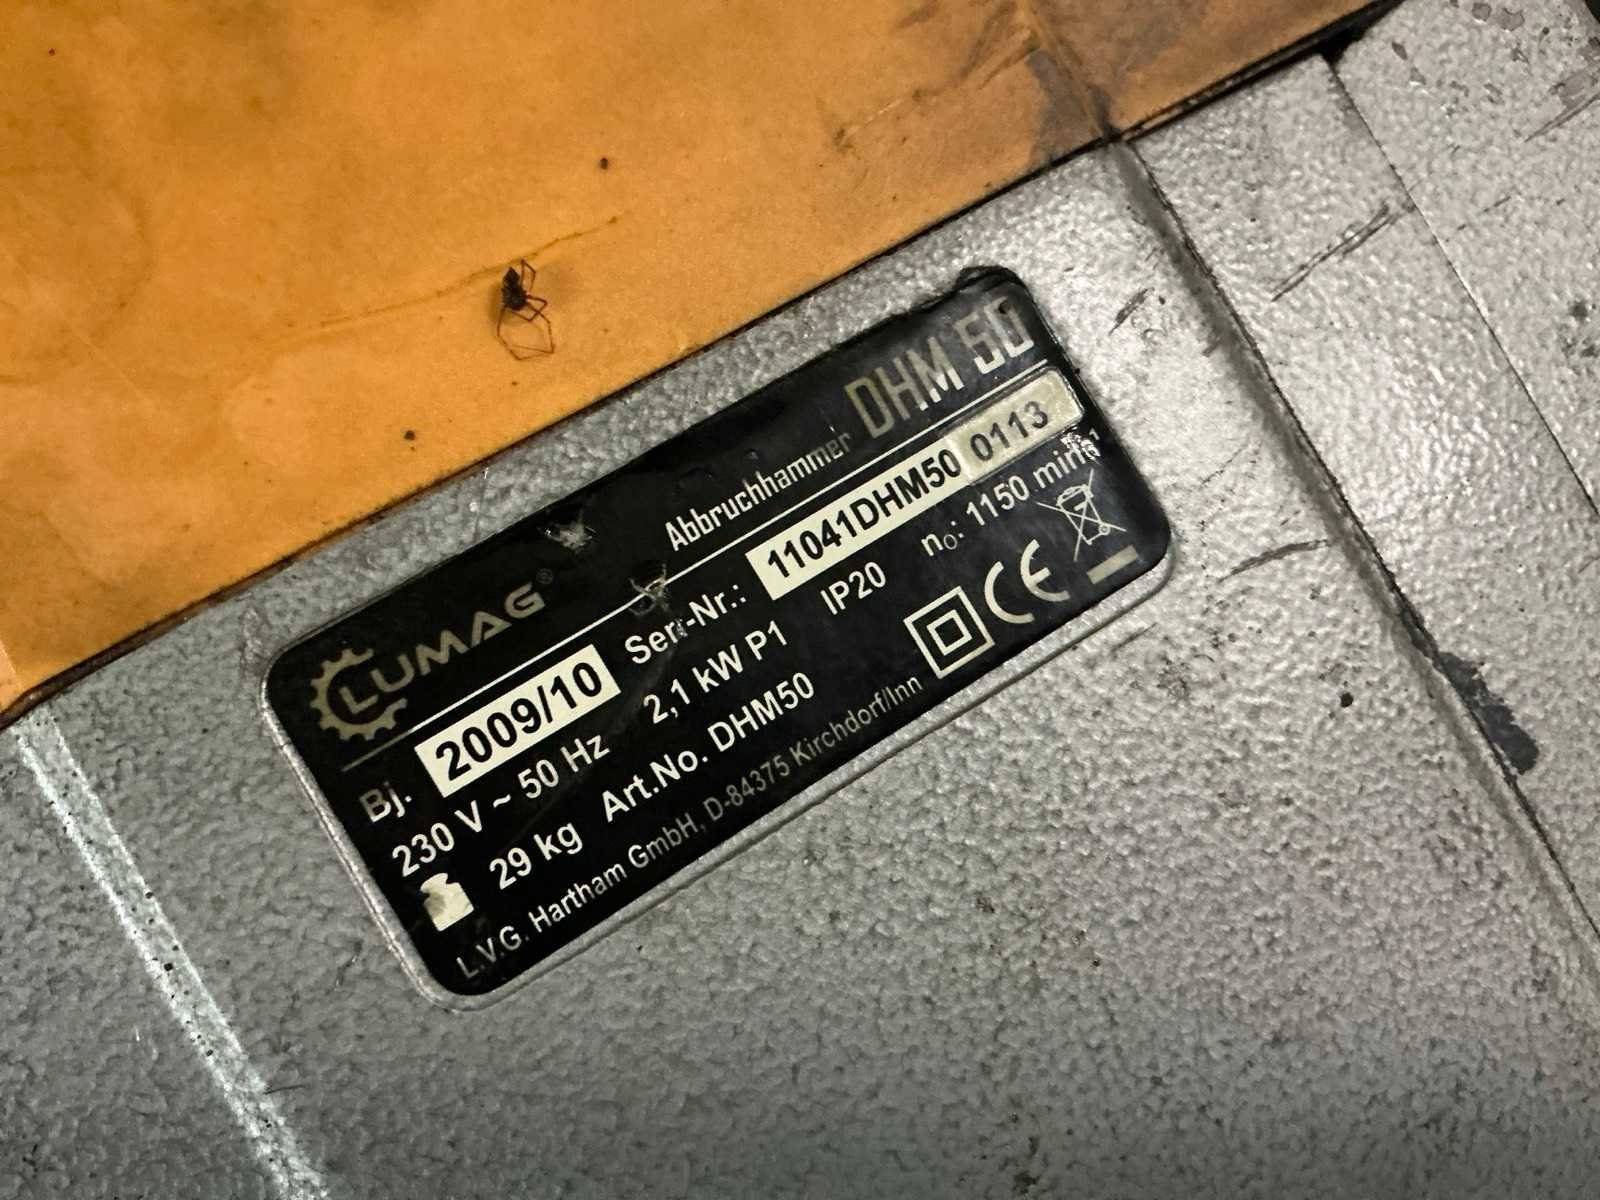 LUMAG® Abbruchhammer DHM 50
Bj. 2009/10 Ser.-Nr.: 11041DHM50 0113
230 V ~ 50 Hz 2,1 kW P1 IP20 n₀: 1150 min⁻¹
29 kg Art.No. DHM50 CE
L.V.G. Hartham GmbH, D-84375 Kirchdorf/Inn